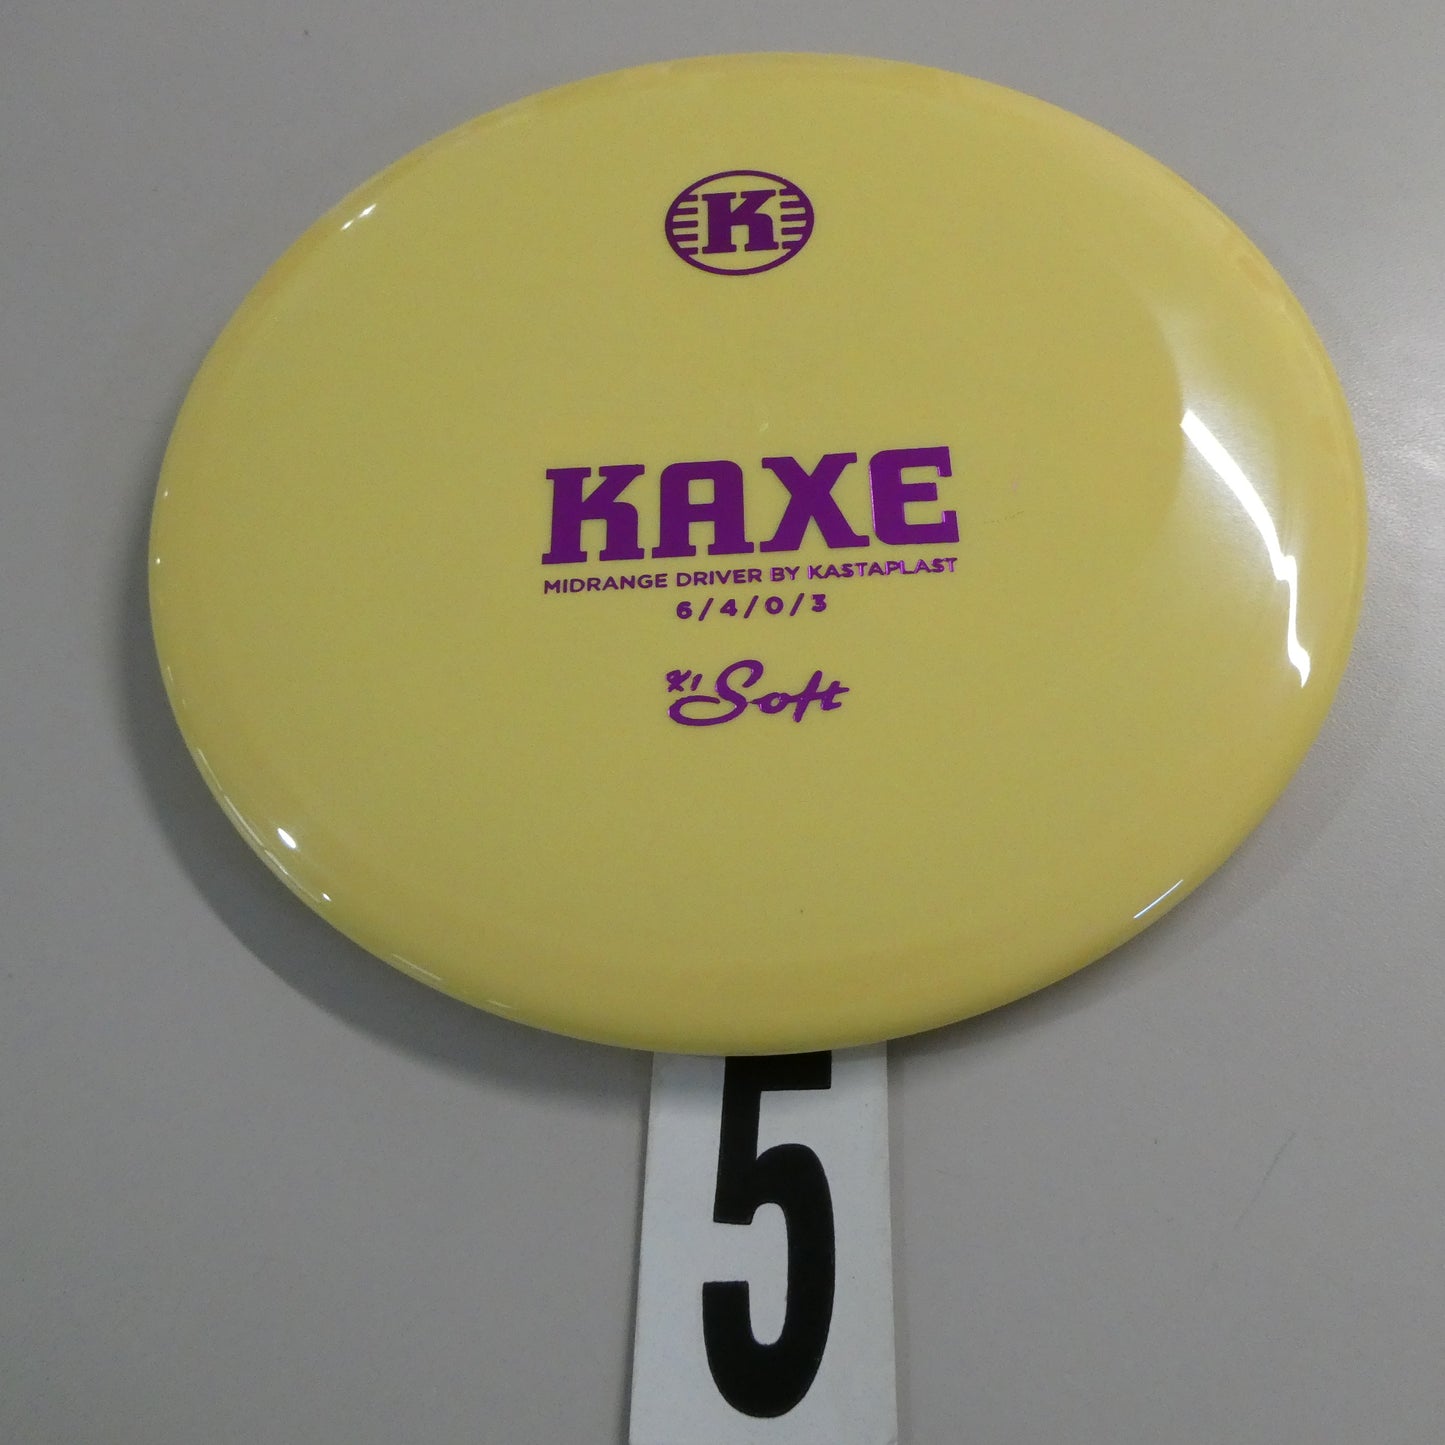 K
KAXE
MIDRANGE DRIVER BY KASTAPLAST
6/4/0/3
K1 Soft
5